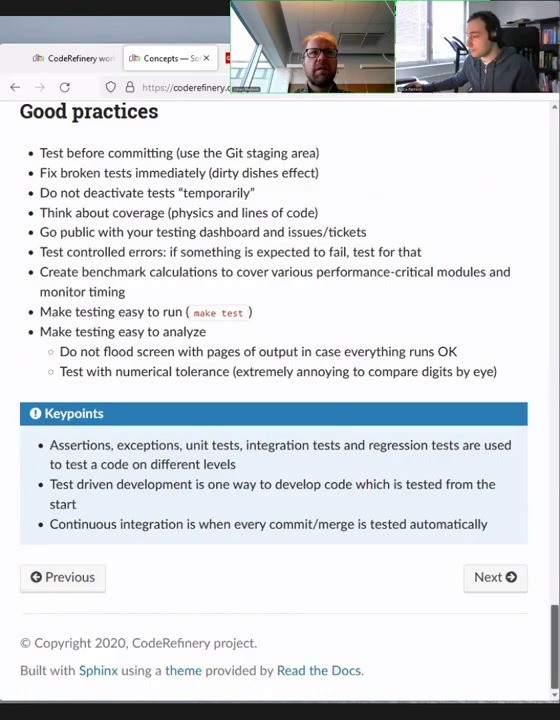 CodeRefinery wor
Concepts — So
https://coderefinery.o
Good practices
Test before committing (use the Git staging area)
Fix broken tests immediately (dirty dishes effect)
Do not deactivate tests “temporarily”
Think about coverage (physics and lines of code)
Go public with your testing dashboard and issues/tickets
Test controlled errors: if something is expected to fail, test for that
Create benchmark calculations to cover various performance-critical modules and
monitor timing
Make testing easy to run ( make test )
Make testing easy to analyze
Do not flood screen with pages of output in case everything runs OK
Test with numerical tolerance (extremely annoying to compare digits by eye)
Keypoints
Assertions, exceptions, unit tests, integration tests and regression tests are used
to test a code on different levels
Test driven development is one way to develop code which is tested from the
start
Continuous integration is when every commit/merge is tested automatically
Previous
Next
© Copyright 2020, CodeRefinery project.
Built with Sphinx using a theme provided by Read the Docs.